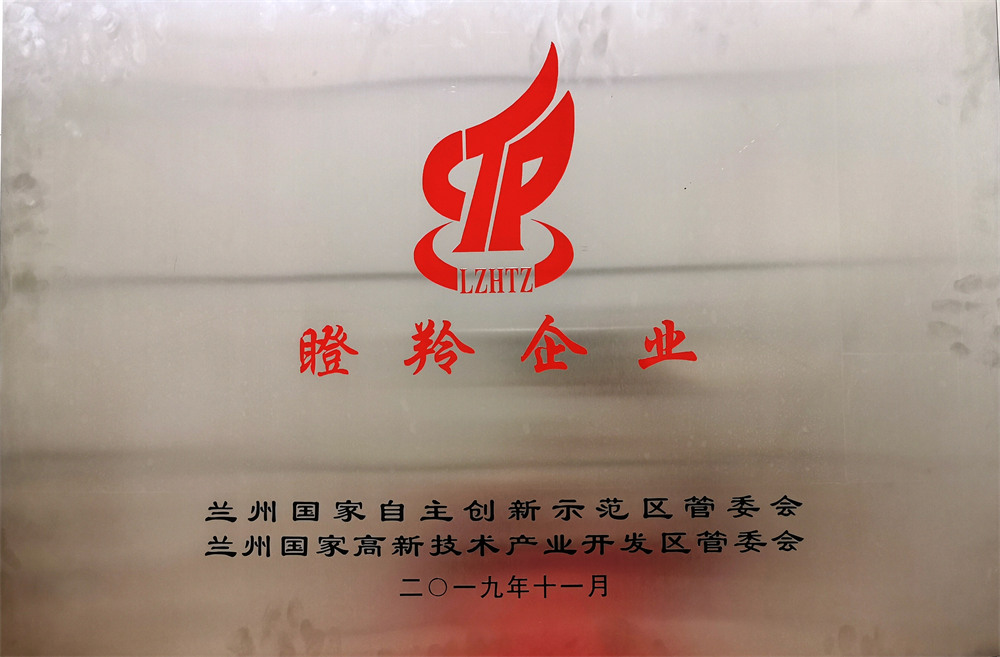 LZHTZ
瞪羚企业
兰州国家自主创新示范区管委会
兰州国家高新技术产业开发区管委会
二〇一九年十一月